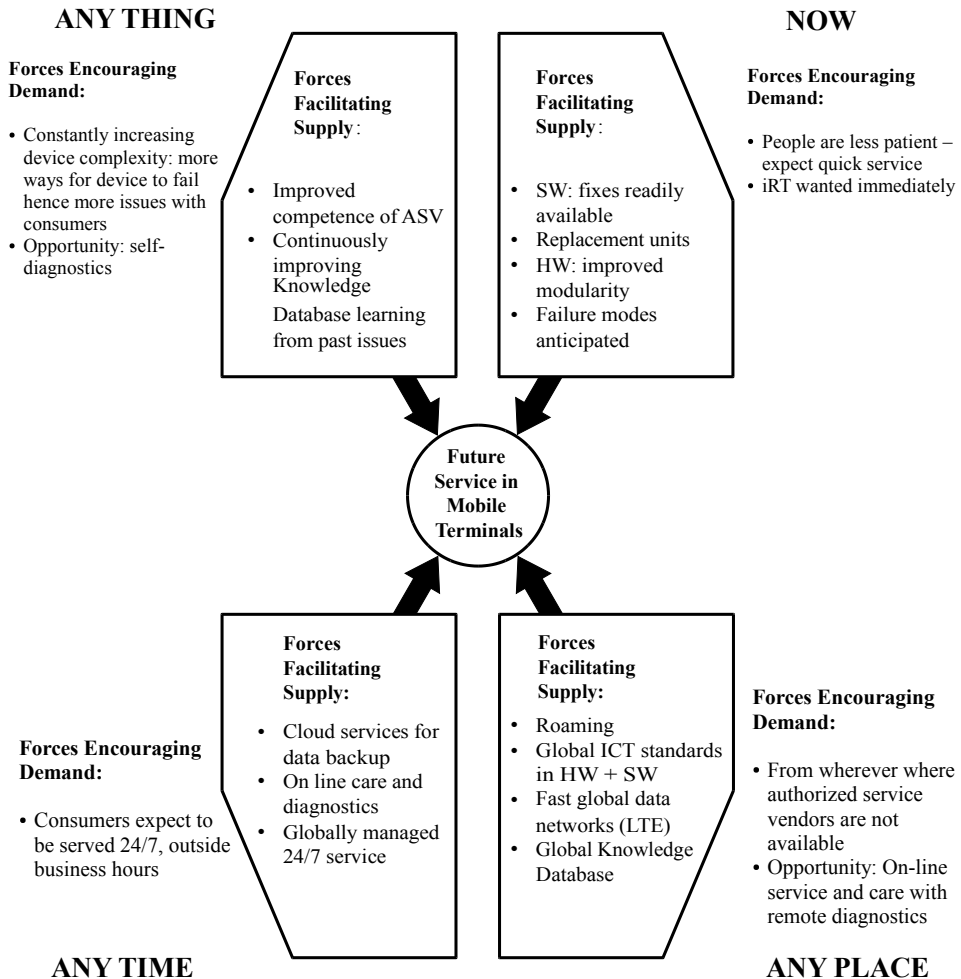 ANY THING
Forces Encouraging
Demand:
• Constantly increasing
device complexity: more
ways for device to fail
hence more issues with
consumers
• Opportunity: self-
diagnostics
Forces
Facilitating
Supply:
• Improved
competence of ASV
• Continuously
improving
Knowledge
Database learning
from past issues
Forces
Facilitating
Supply:
• SW: fixes readily
available
• Replacement units
• HW: improved
modularity
• Failure modes
anticipated
NOW
Forces Encouraging
Demand:
• People are less patient –
expect quick service
• iRT wanted immediately
Future
Service in
Mobile
Terminals
Forces Encouraging
Demand:
• Consumers expect to
be served 24/7, outside
business hours
ANY TIME
Forces
Facilitating
Supply:
• Cloud services for
data backup
• On line care and
diagnostics
• Globally managed
24/7 service
Forces
Facilitating
Supply:
• Roaming
• Global ICT standards
in HW + SW
• Fast global data
networks (LTE)
• Global Knowledge
Database
Forces Encouraging
Demand:
• From wherever where
authorized service
vendors are not
available
• Opportunity: On-line
service and care with
remote diagnostics
ANY PLACE